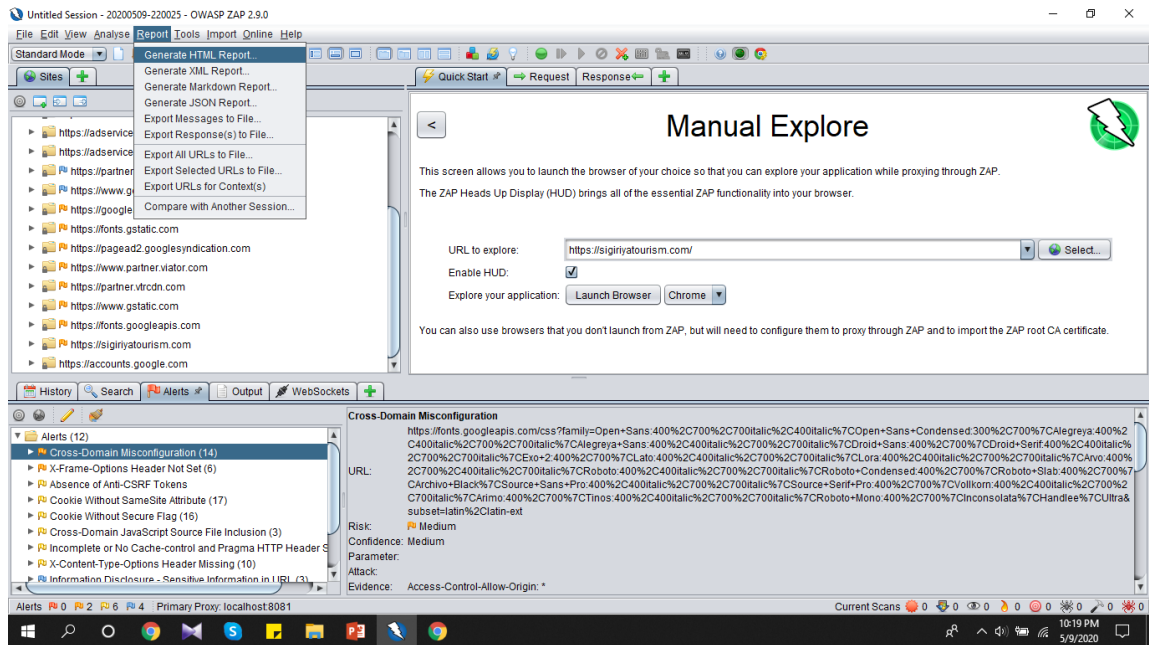 Untitled Session - 20200509-220025 - OWASP ZAP 2.9.0
File Edit View Analyse Report Tools Import Online Help
Standard Mode
Generate HTML Report...
Generate XML Report...
Generate Markdown Report...
Generate JSON Report...
Export Messages to File...
Export Response(s) to File...
Export All URLs to File...
Export Selected URLs to File...
Export URLs for Context(s)
Compare with Another Session...
Sites
Quick Start Request Response
https://adservice
https://adservice
https://partner
https://www.g
https://google
https://fonts.gstatic.com
https://pagead2.googlesyndication.com
https://www.partner.viator.com
https://partner.vtrcdn.com
https://www.gstatic.com
https://fonts.googleapis.com
https://sigiriyatourism.com
https://accounts.google.com
<
Manual Explore
This screen allows you to launch the browser of your choice so that you can explore your application while proxying through ZAP.
The ZAP Heads Up Display (HUD) brings all of the essential ZAP functionality into your browser.
URL to explore: https://sigiriyatourism.com/ Select...
Enable HUD:
Explore your application: Launch Browser Chrome
You can also use browsers that you don't launch from ZAP, but will need to configure them to proxy through ZAP and to import the ZAP root CA certificate.
History Search Alerts Output WebSockets
Alerts (12)
Cross-Domain Misconfiguration (14)
X-Frame-Options Header Not Set (6)
Absence of Anti-CSRF Tokens
Cookie Without SameSite Attribute (17)
Cookie Without Secure Flag (16)
Cross-Domain JavaScript Source File Inclusion (3)
Incomplete or No Cache-control and Pragma HTTP Header S
X-Content-Type-Options Header Missing (10)
Information Disclosure - Sensitive Information in URL (3)
Cross-Domain Misconfiguration
URL:
https://fonts.googleapis.com/css?family=Open+Sans:400%2C700%2C700italic%2C400italic%7COpen+Sans+Condensed:300%2C700%7CAlegreya:400%2
C400italic%2C700%2C700italic%7CAlegreya+Sans:400%2C400italic%2C700%2C700italic%7CDroid+Sans:400%2C700%7CDroid+Serif:400%2C400italic%
2C700%2C700italic%7CExo+2:400%2C700%7CLato:400%2C400italic%2C700%2C700italic%7CLora:400%2C400italic%2C700%2C700italic%7CArvo:400%
2C700%2C400italic%2C700italic%7CRoboto:400%2C400italic%2C700%2C700italic%7CRoboto+Condensed:400%2C700%7CRoboto+Slab:400%2C700%7
CArchivo+Black%7CSource+Sans+Pro:400%2C400italic%2C700%2C700italic%7CSource+Serif+Pro:400%2C700%7CVollkorn:400%2C400italic%2C700%2
C700italic%7CArimo:400%2C700%7CTinos:400%2C400italic%2C700%2C700italic%7CRoboto+Mono:400%2C700%7CInconsolata%7CHandlee%7CUltra&
subset=latin%2Clatin-ext
Risk: Medium
Confidence: Medium
Parameter:
Attack:
Evidence: Access-Control-Allow-Origin: *
Alerts 0 2 6 4 Primary Proxy: localhost:8081
Current Scans 0 0 0 0 0 0 0 0
10:19 PM
5/9/2020